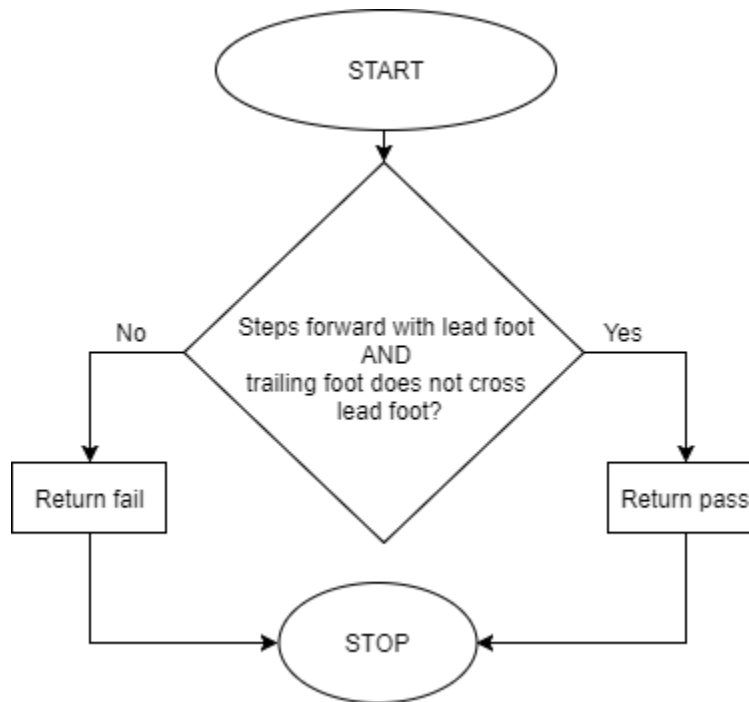 START
No
Yes
Steps forward with lead foot
AND
trailing foot does not cross
lead foot?
Return fail
Return pass
STOP